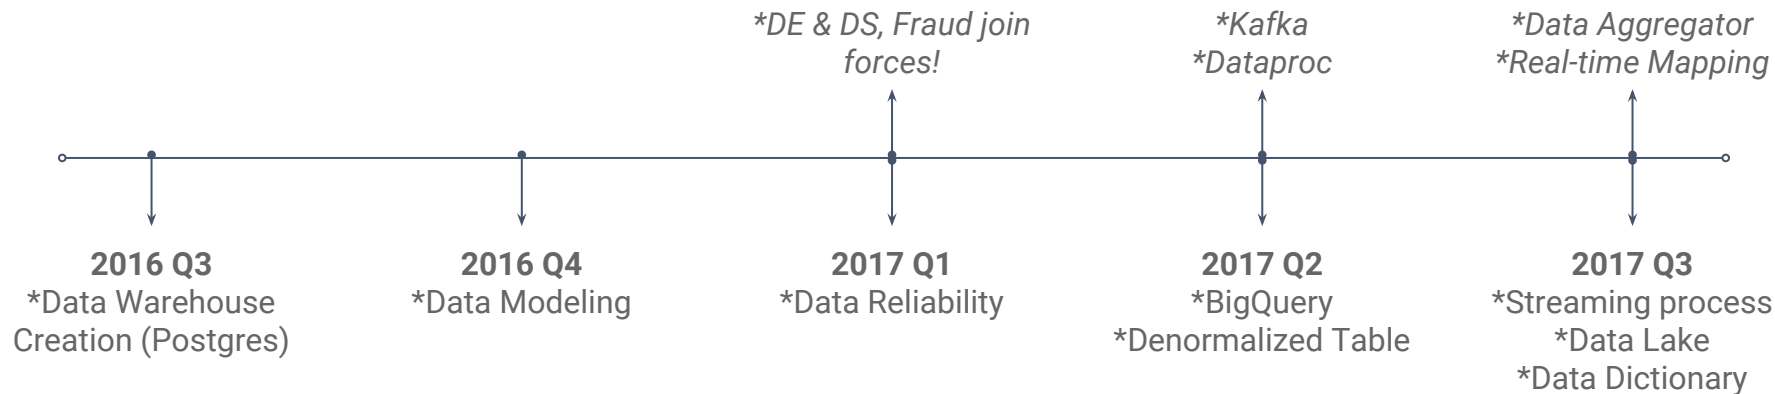 *DE & DS, Fraud join
forces!
*Kafka
*Dataproc
*Data Aggregator
*Real-time Mapping
2016 Q3
*Data Warehouse
Creation (Postgres)
2016 Q4
*Data Modeling
2017 Q1
*Data Reliability
2017 Q2
*BigQuery
*Denormalized Table
2017 Q3
*Streaming process
*Data Lake
*Data Dictionary